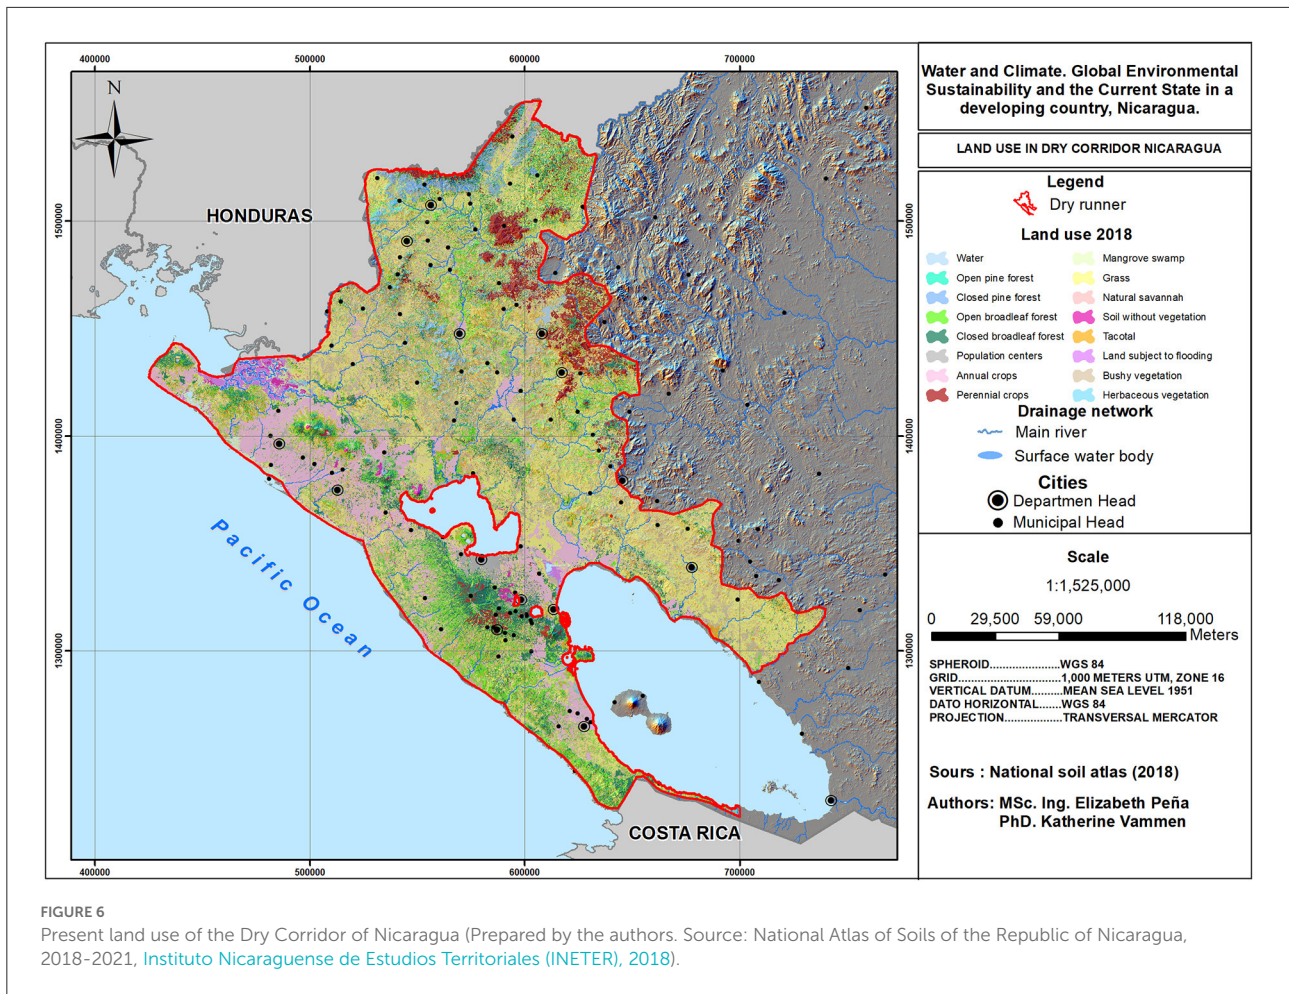 400000 500000 600000 700000
N
HONDURAS
1500000
1500000
1400000
1400000
Pacific Ocean
1300000
1300000
COSTA RICA
400000 500000 600000 700000
Water and Climate. Global Environmental
Sustainability and the Current State in a
developing country, Nicaragua.
LAND USE IN DRY CORRIDOR NICARAGUA
Legend
Dry runner
Land use 2018
Water
Open pine forest
Closed pine forest
Open broadleaf forest
Closed broadleaf forest
Population centers
Annual crops
Perennial crops
Mangrove swamp
Grass
Natural savannah
Soil without vegetation
Tacotal
Land subject to flooding
Bushy vegetation
Herbaceous vegetation
Drainage network
Main river
Surface water body
Cities
Departmen Head
Municipal Head
Scale
1:1,525,000
0 29,500 59,000 118,000
Meters
SPHEROID......................WGS 84
GRID.................................1,000 METERS UTM, ZONE 16
VERTICAL DATUM.........MEAN SEA LEVEL 1951
DATO HORIZONTAL.......WGS 84
PROJECTION..................TRANSVERSAL MERCATOR
Sours : National soil atlas (2018)
Authors: MSc. Ing. Elizabeth Peña
PhD. Katherine Vammen
FIGURE 6
Present land use of the Dry Corridor of Nicaragua (Prepared by the authors. Source: National Atlas of Soils of the Republic of Nicaragua,
2018-2021, Instituto Nicaraguense de Estudios Territoriales (INETER), 2018).